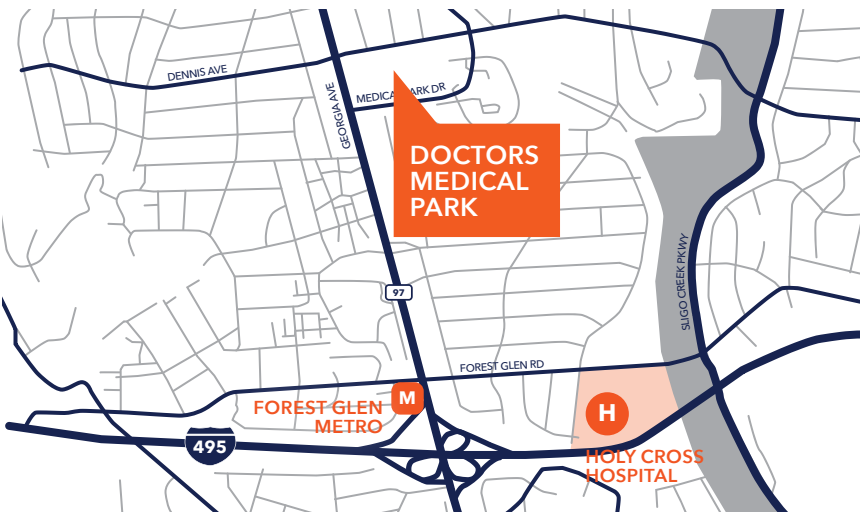 DENNIS AVE
GEORGIA AVE
MEDICAL PARK DR
DOCTORS
MEDICAL
PARK
SLIGO CREEK PKWY
97
FOREST GLEN RD
M
FOREST GLEN
METRO
H
495
HOLY CROSS
HOSPITAL